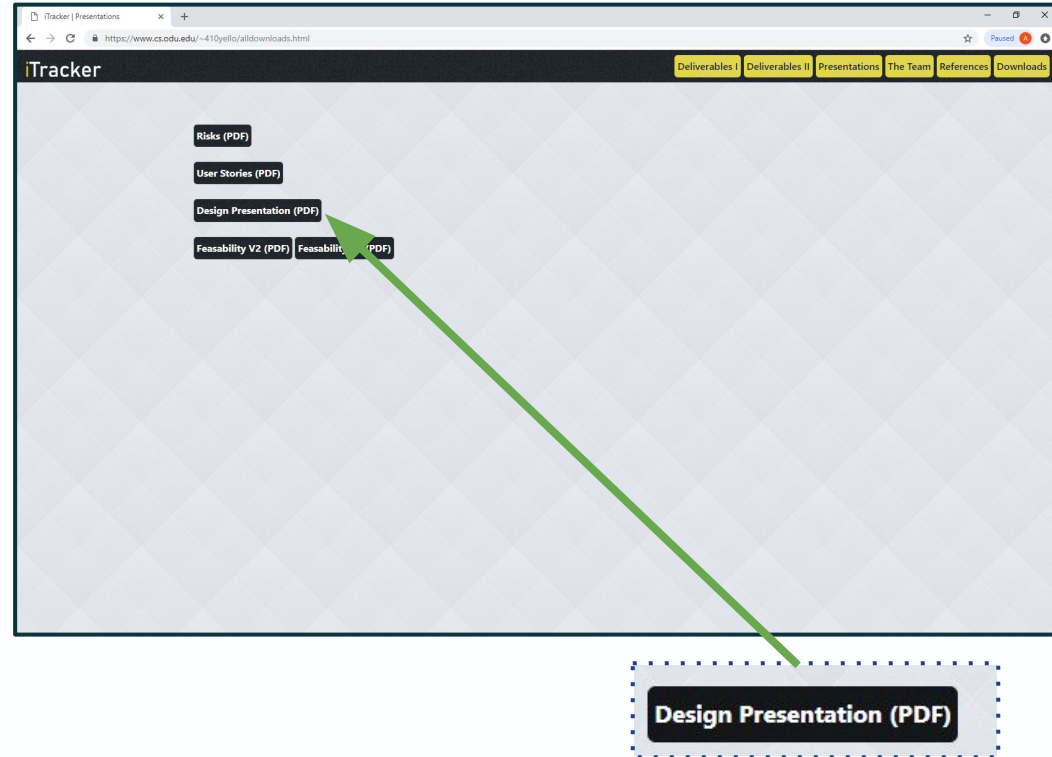 iTracker | Presentations
https://www.cs.odu.edu/~410yello/alldownloads.html
Paused A
iTracker
Deliverables I Deliverables II Presentations The Team References Downloads
Risks (PDF)
User Stories (PDF)
Design Presentation (PDF)
Feasability V2 (PDF) Feasability (PDF)
Design Presentation (PDF)